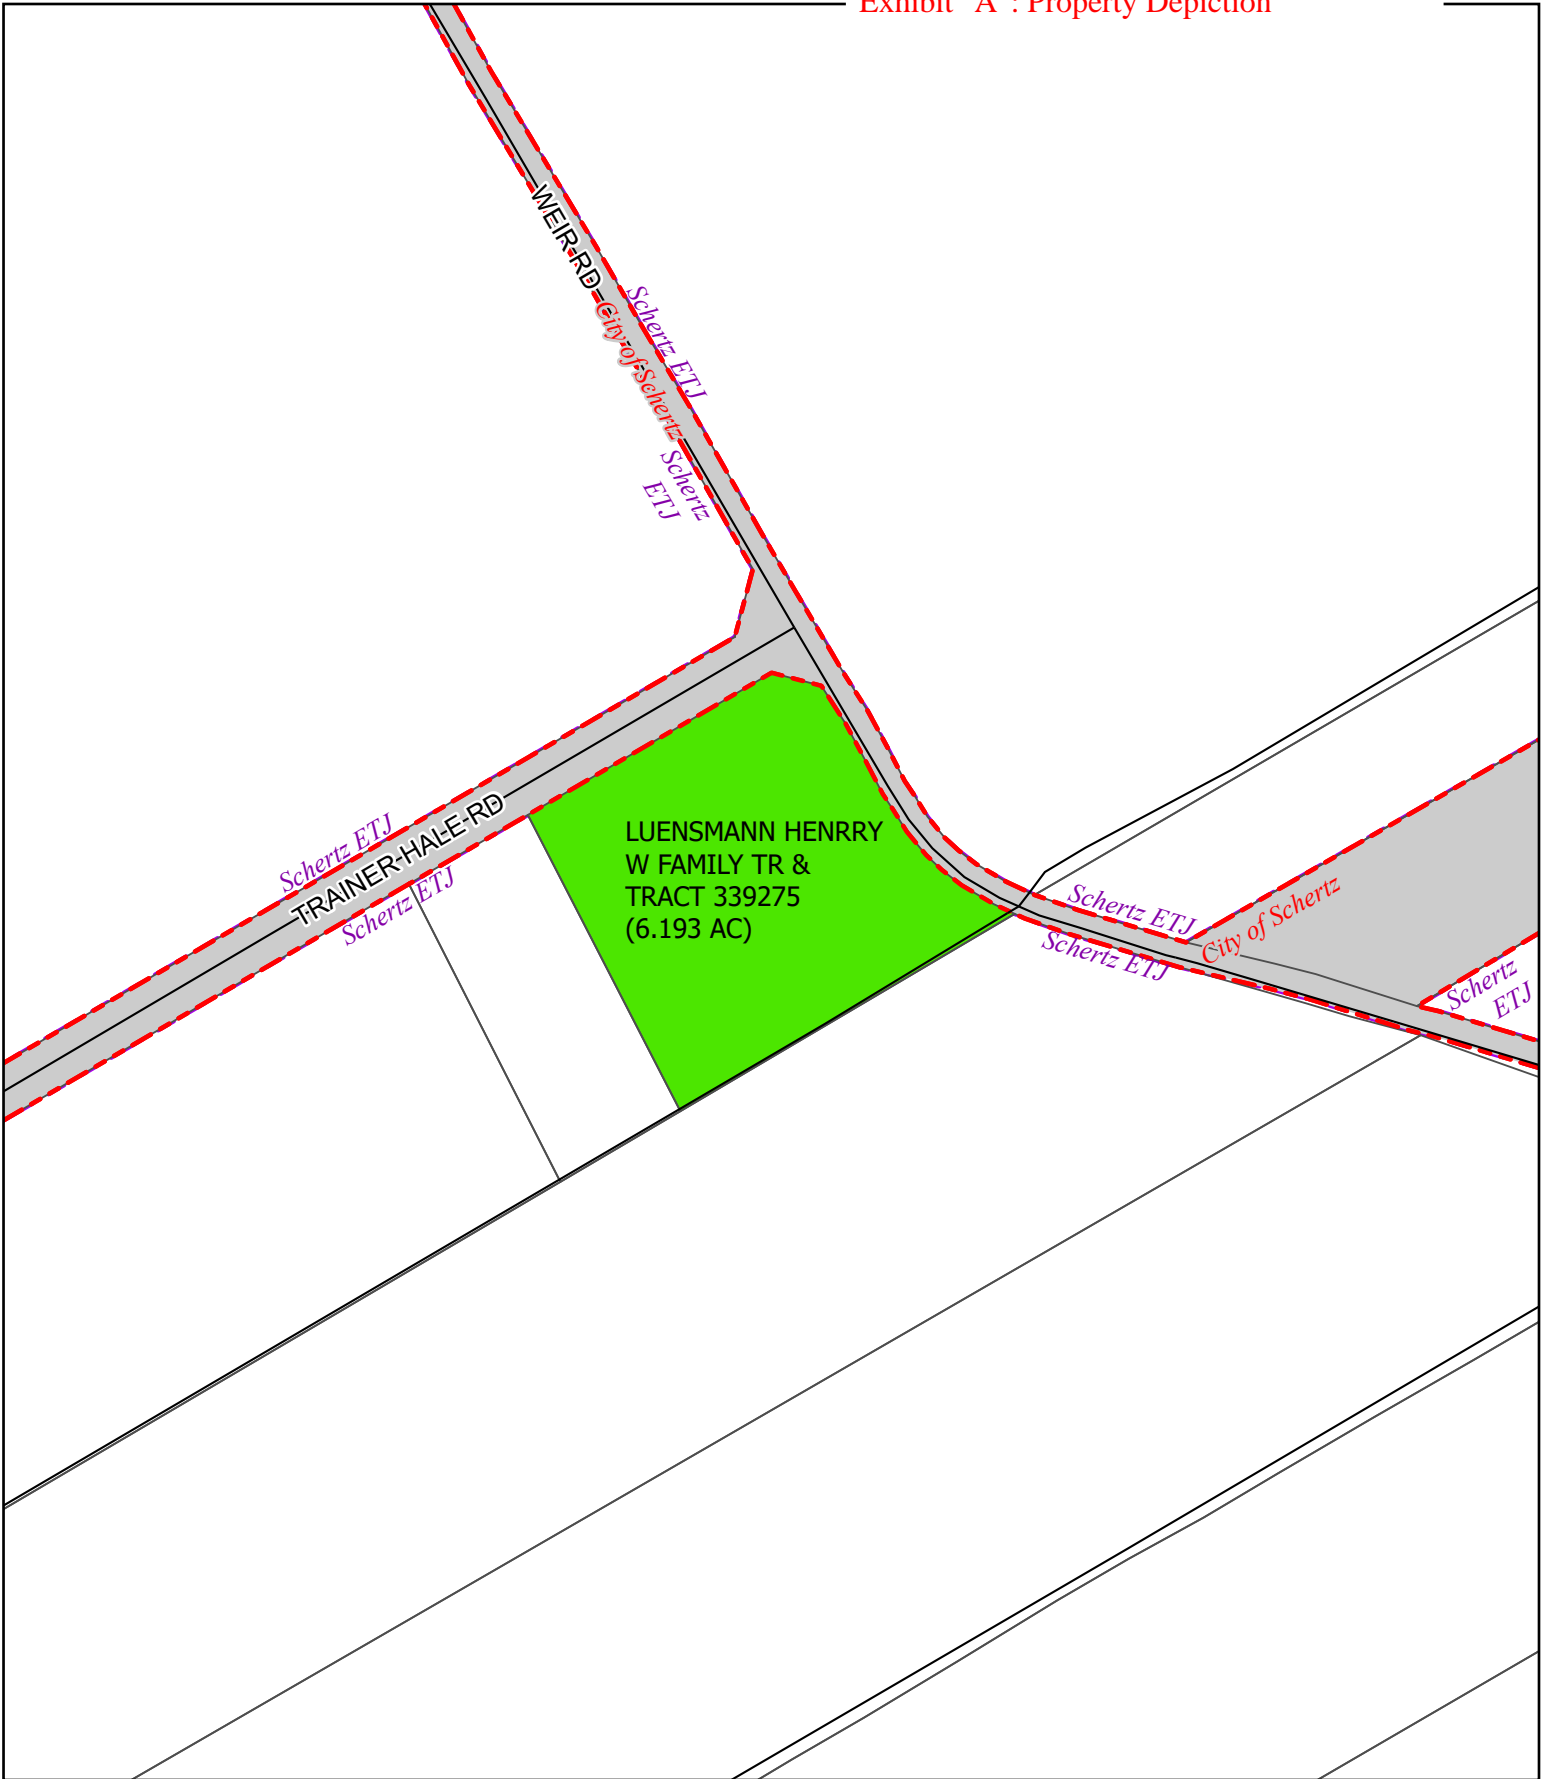 Exhibit "A": Property Depiction
WEIR RD
Schertz ETJ
City of Schertz
Schertz
ETJ
Schertz ETJ
TRAINER-HALE-RD
Schertz ETJ
LUENSMANN HENRRY
W FAMILY TR &
TRACT 339275
(6.193 AC)
Schertz ETJ
City of Schertz
Schertz ETJ
Schertz
ETJ